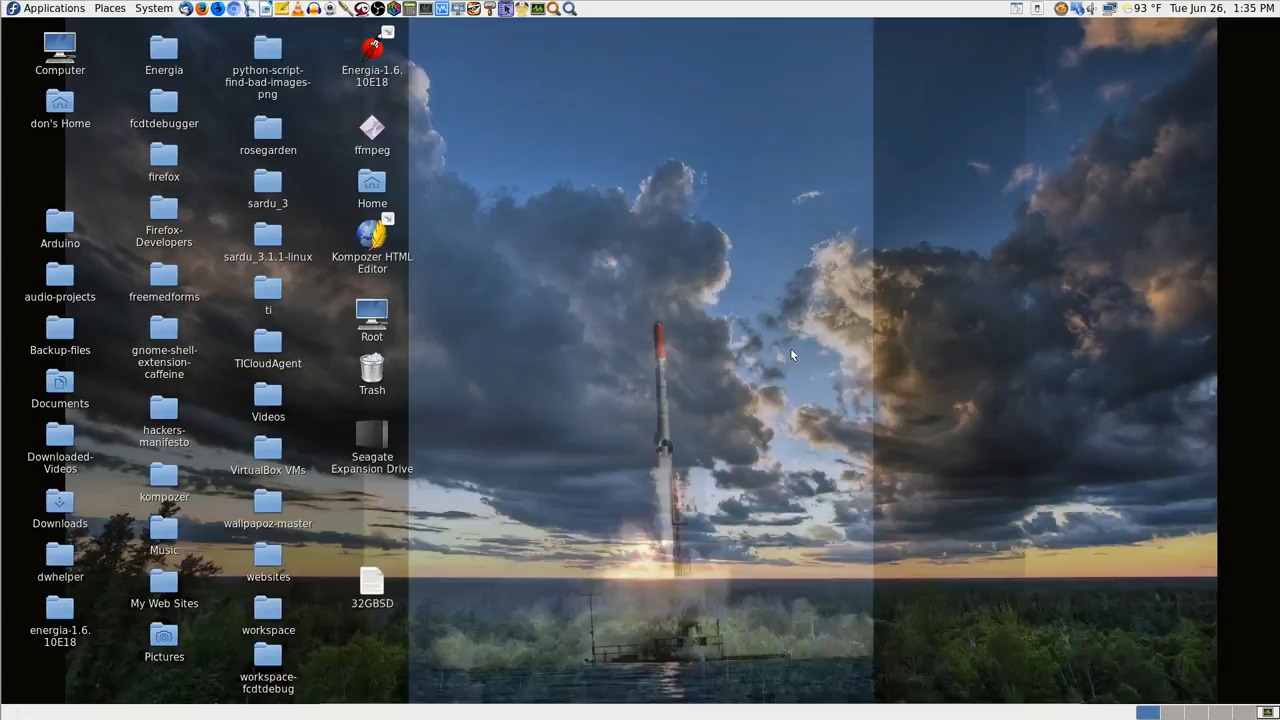 Applications Places System 93 °F Tue Jun 26, 1:35 PM
Computer
don's Home
Arduino
audio-projects
Backup-files
Documents
Downloaded-
Videos
Downloads
dwhelper
energia-1.6.
10E18
Energia
fcdtdebugger
firefox
Firefox-
Developers
freemedforms
gnome-shell-
extension-
caffeine
hackers-
manifesto
kompozer
Music
My Web Sites
Pictures
python-script-
find-bad-images-
png
rosegarden
sardu_3
sardu_3.1.1-linux
ti
TICloudAgent
Videos
VirtualBox VMs
wallpapoz-master
websites
workspace
workspace-
fcdtdebug
Energia-1.6.
10E18
ffmpeg
Home
Kompozer HTML
Editor
Root
Trash
Seagate
Expansion Drive
32GBSD